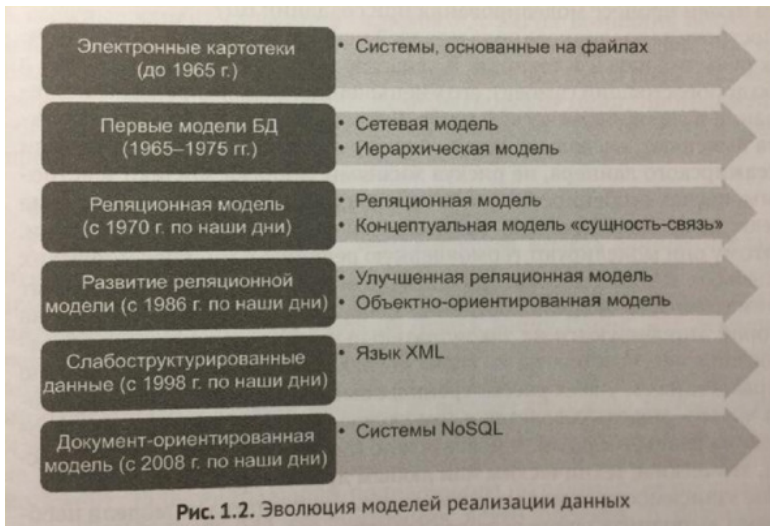 Электронные картотеки
(до 1965 г.)
• Системы, основанные на файлах
Первые модели БД
(1965–1975 гг.)
• Сетевая модель
• Иерархическая модель
Реляционная модель
(с 1970 г. по наши дни)
• Реляционная модель
• Концептуальная модель «сущность-связь»
Развитие реляционной
модели (с 1986 г. по наши дни)
• Улучшенная реляционная модель
• Объектно-ориентированная модель
Слабоструктурированные
данные (с 1998 г. по наши дни)
• Язык XML
Документ-ориентированная
модель (с 2008 г. по наши дни)
• Системы NoSQL
Рис. 1.2. Эволюция моделей реализации данных